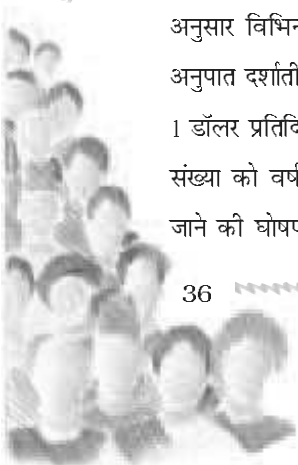 अनुसार विभिन
अनुपात दर्शाती
1 डॉलर प्रतिदि
संख्या को वर्ष
जाने की घोषण
36